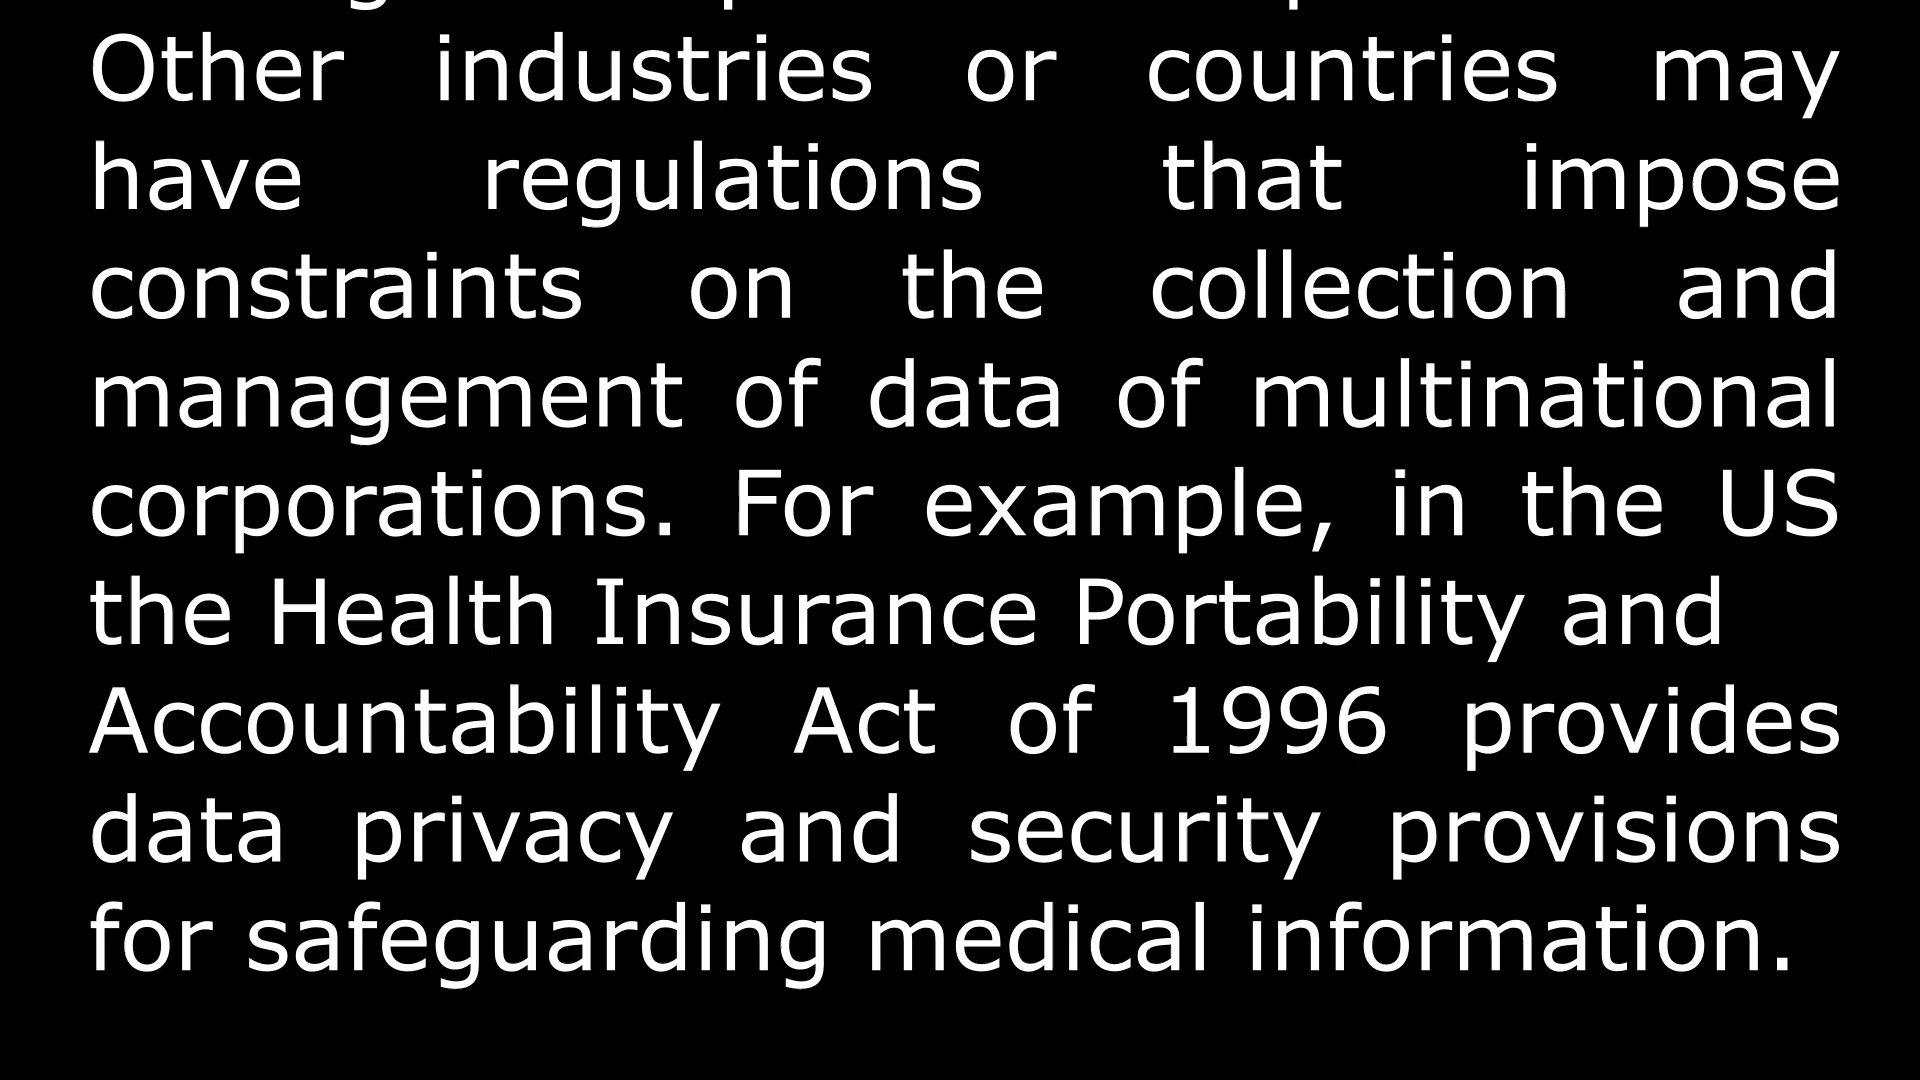 Other industries or countries may
have regulations that impose
constraints on the collection and
management of data of multinational
corporations. For example, in the US
the Health Insurance Portability and
Accountability Act of 1996 provides
data privacy and security provisions
for safeguarding medical information.